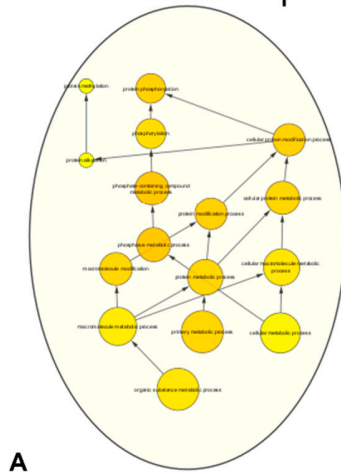 protein methylation
protein phosphorylation
phosphorylation
cellular protein modification process
protein alkylation
phosphate-containing compound
metabolic process
cellular protein metabolic process
protein modification process
phosphorus metabolic process
cellular macromolecule metabolic
process
macromolecule modification
protein metabolic process
macromolecule metabolic process
primary metabolic process
cellular metabolic process
organic substance metabolic process
A